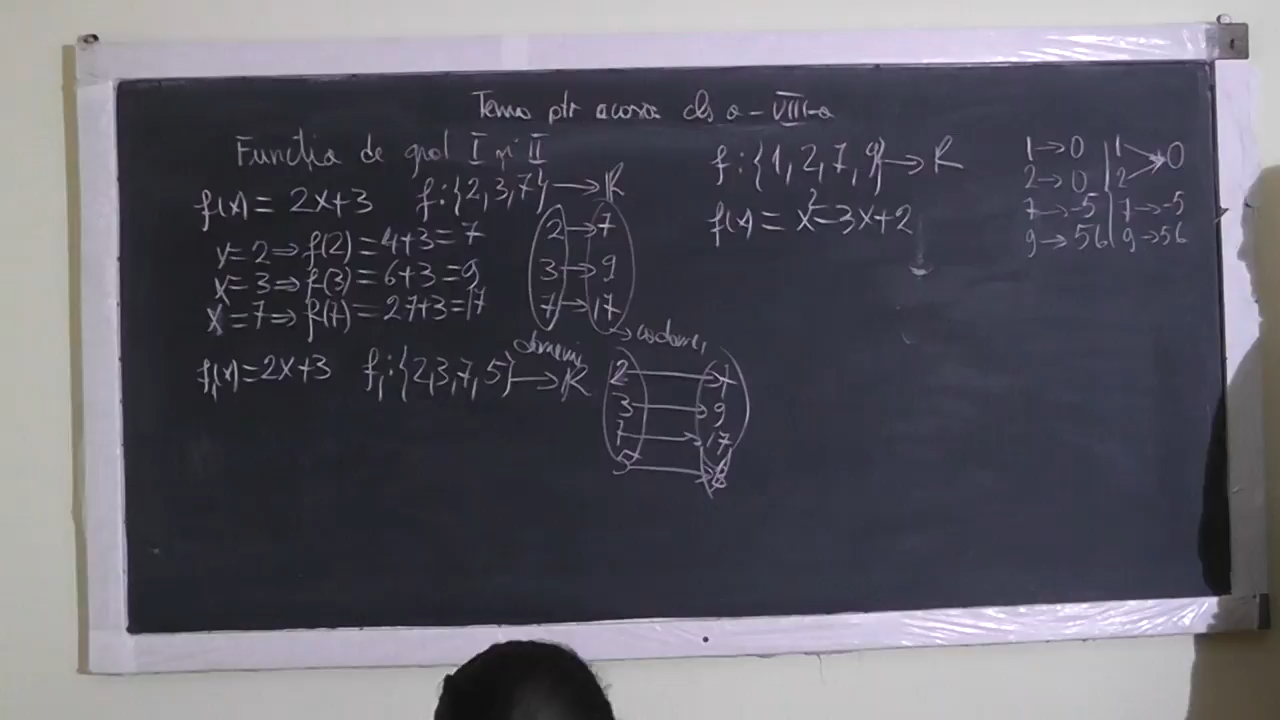 Tema ptr acasa cls a-VIII-a
Functia de grad I și II
f(x) = 2x+3 f:{2,3,7} → R
x=2 ⇒ f(2) = 4+3 = 7
x=3 ⇒ f(3) = 6+3 = 9
x=7 ⇒ f(7) = 2·7+3 = 17
2 → 7
3 → 9
7 → 17
domeniu codomeniu
f₁(x) = 2x+3 f₁:{2,3,7,5} → R
2 → 7
3 → 9
7 → 17
5 →
f:{1,2,7,9} → R
f(x) = x²-3x+2
1 → 0
2 → 0
7 → -5
9 → 56
1
2 → 0
7 → -5
9 → 56